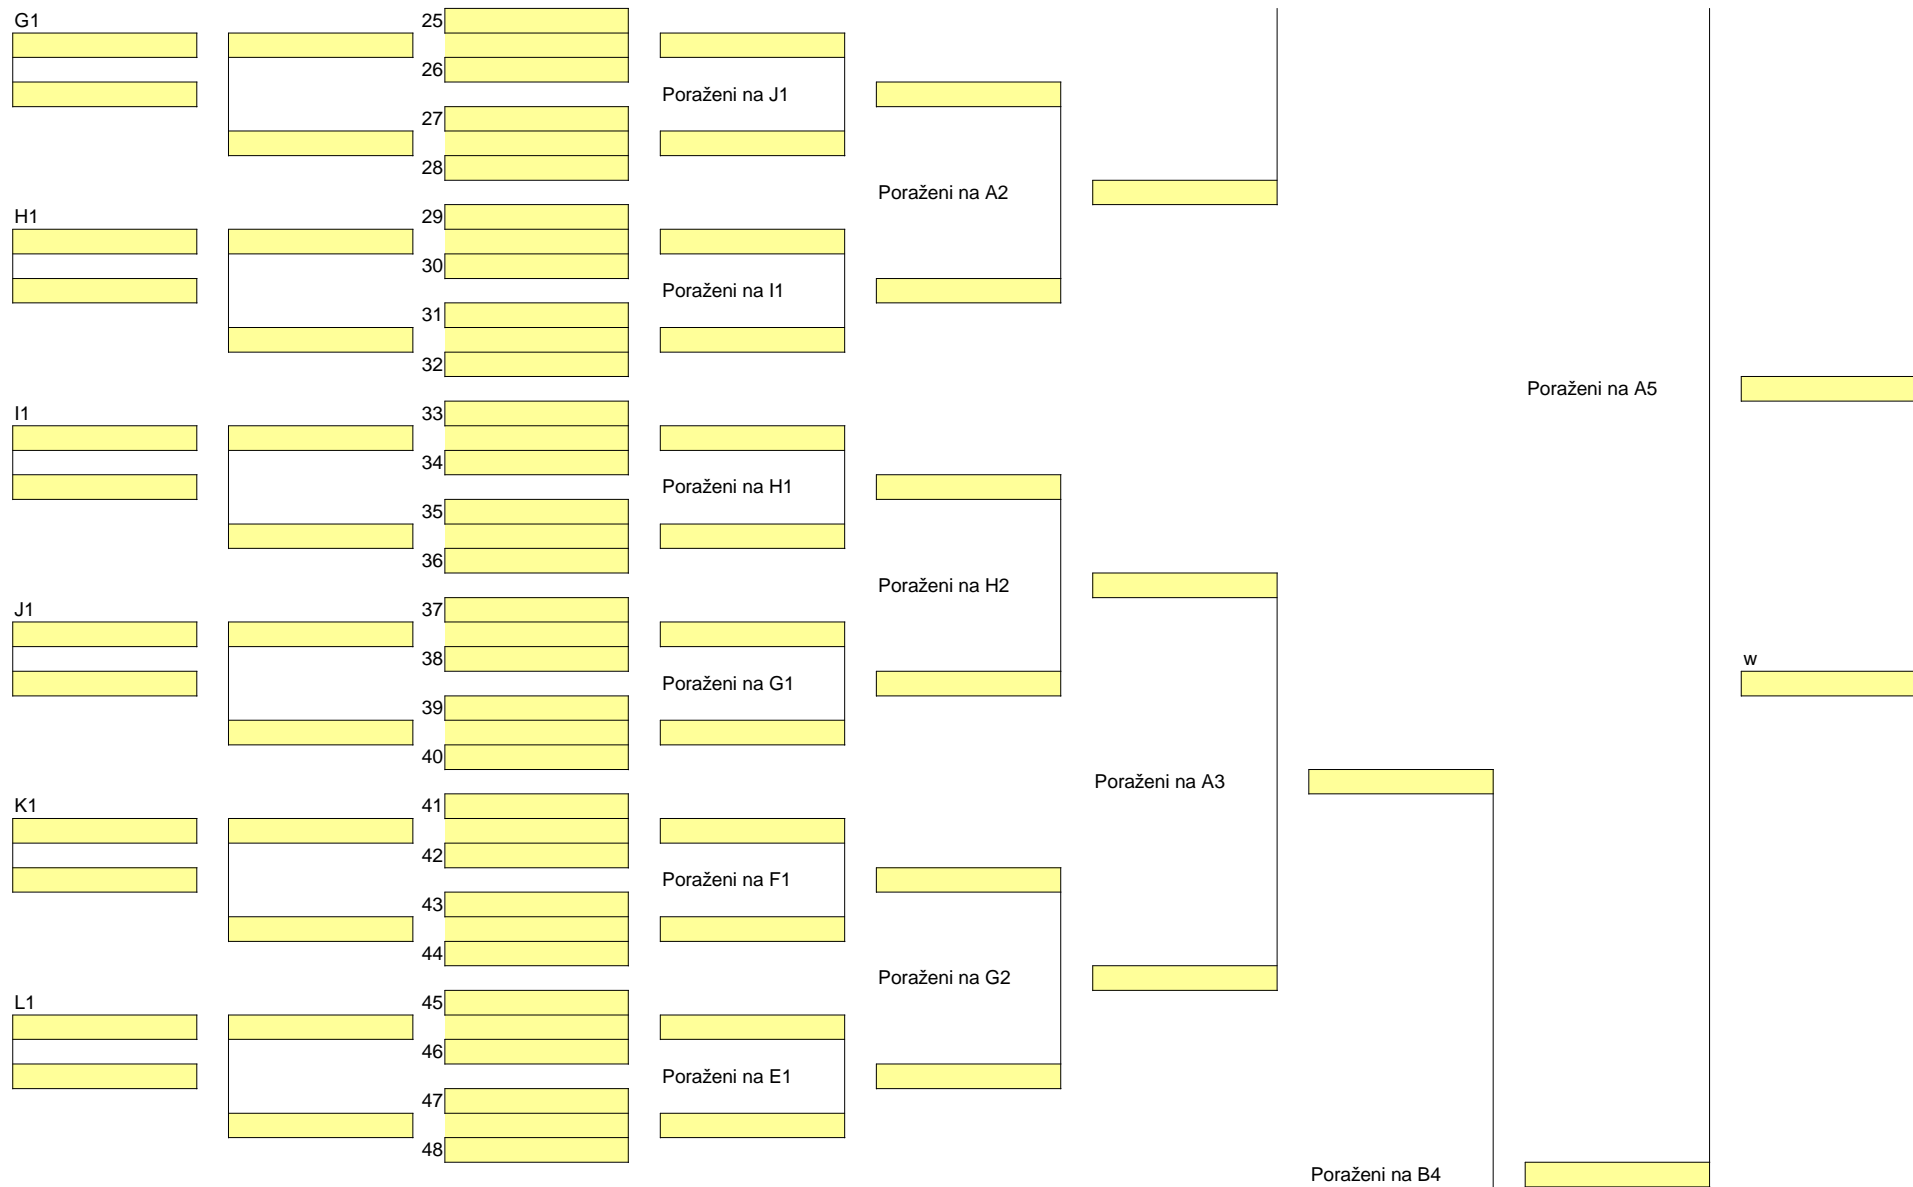 G1 25
26
Poraženi na J1
27
28
Poraženi na A2
H1 29
30
Poraženi na I1
31
32
Poraženi na A5
I1 33
34
Poraženi na H1
35
36
Poraženi na H2
J1 37
38 w
Poraženi na G1
39
40
Poraženi na A3
K1 41
42
Poraženi na F1
43
44
Poraženi na G2
L1 45
46
Poraženi na E1
47
48
Poraženi na B4